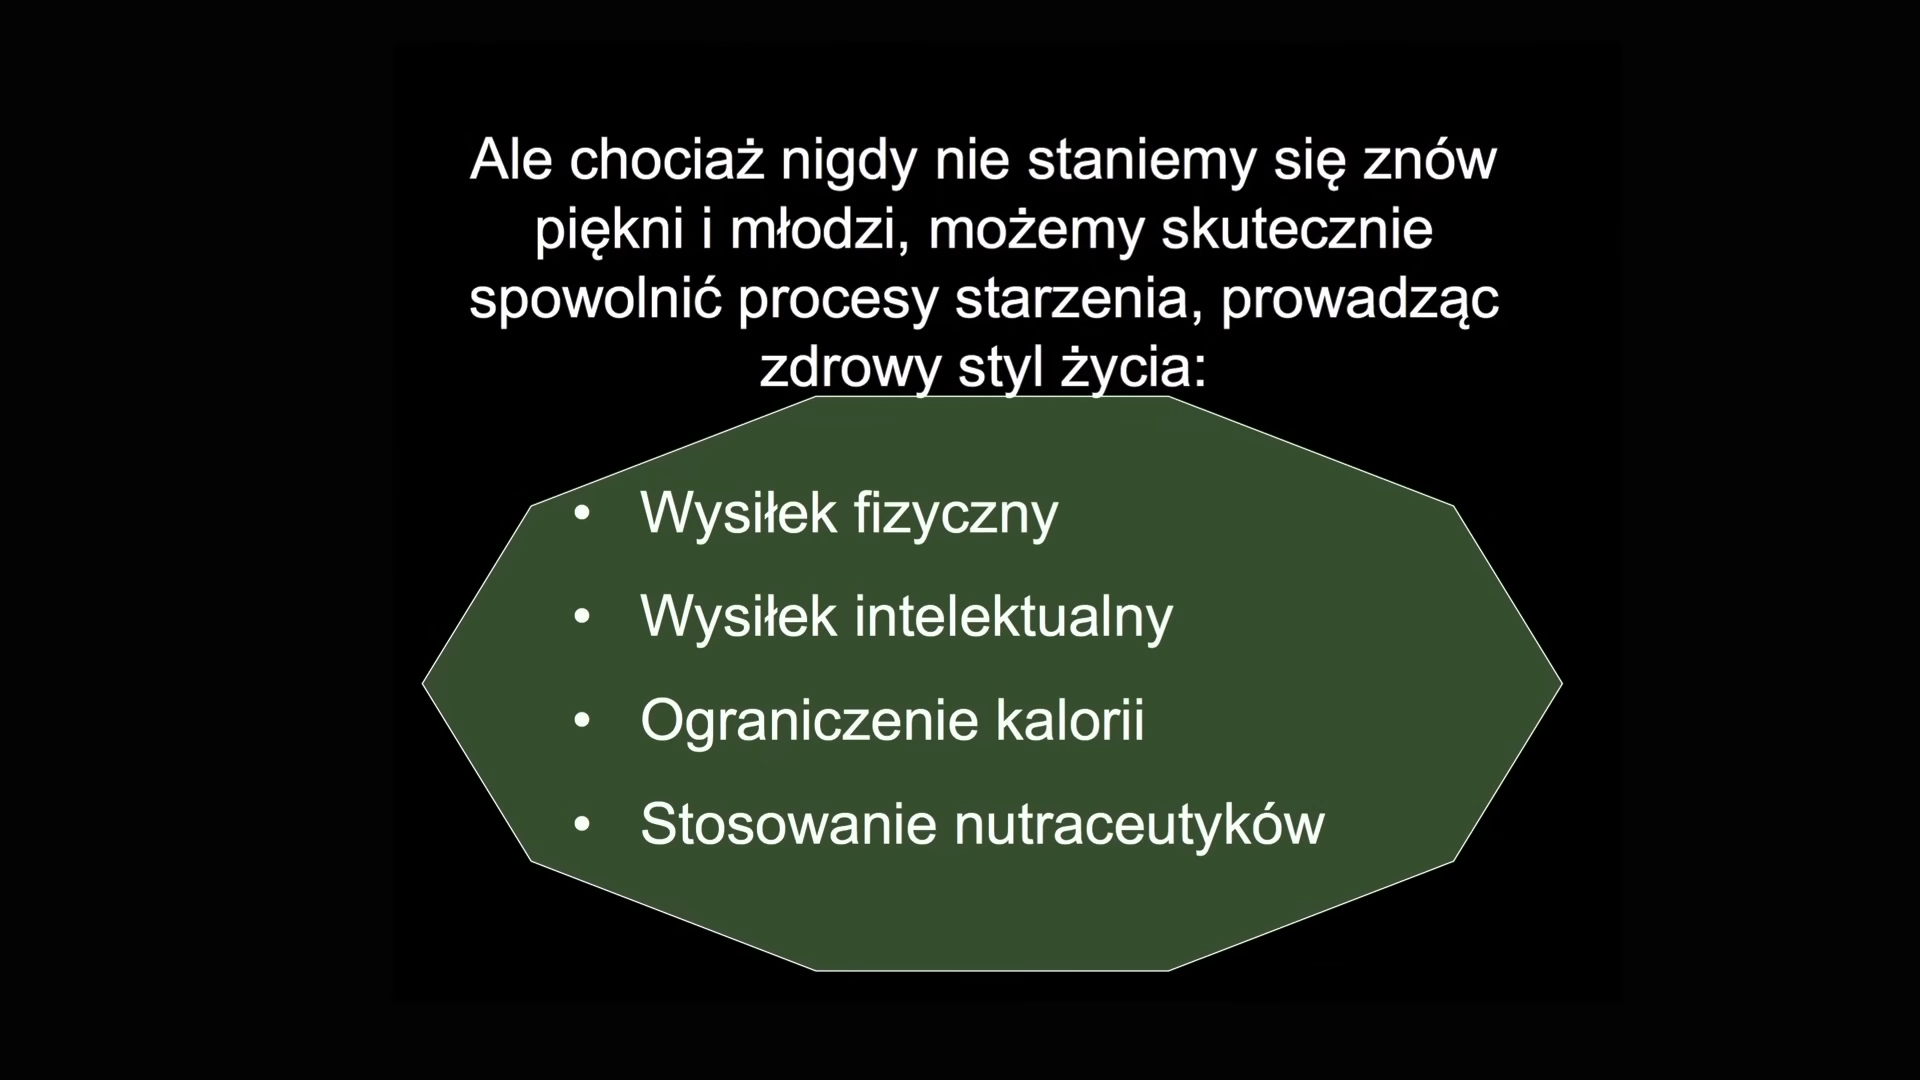 Ale chociaż nigdy nie staniemy się znów
piękni i młodzi, możemy skutecznie
spowolnić procesy starzenia, prowadząc
zdrowy styl życia:
• Wysiłek fizyczny
• Wysiłek intelektualny
• Ograniczenie kalorii
• Stosowanie nutraceutyków